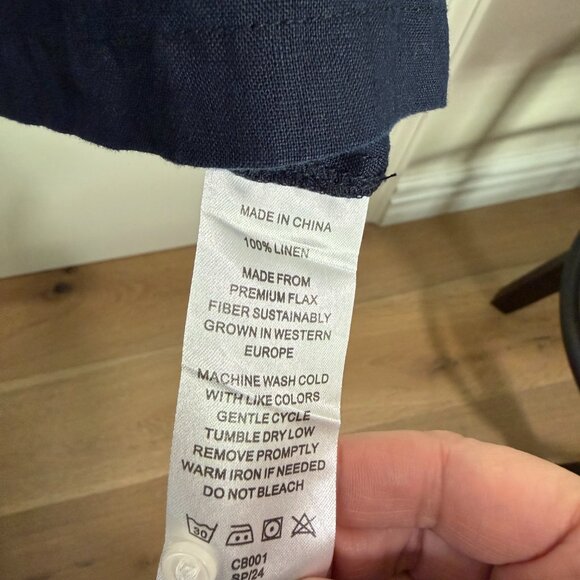 MADE IN CHINA
100% LINEN
MADE FROM
PREMIUM FLAX
FIBER SUSTAINABLY
GROWN IN WESTERN
EUROPE
MACHINE WASH COLD
WITH LIKE COLORS
GENTLE CYCLE
TUMBLE DRY LOW
REMOVE PROMPTLY
WARM IRON IF NEEDED
DO NOT BLEACH
30
CB001
SP/24